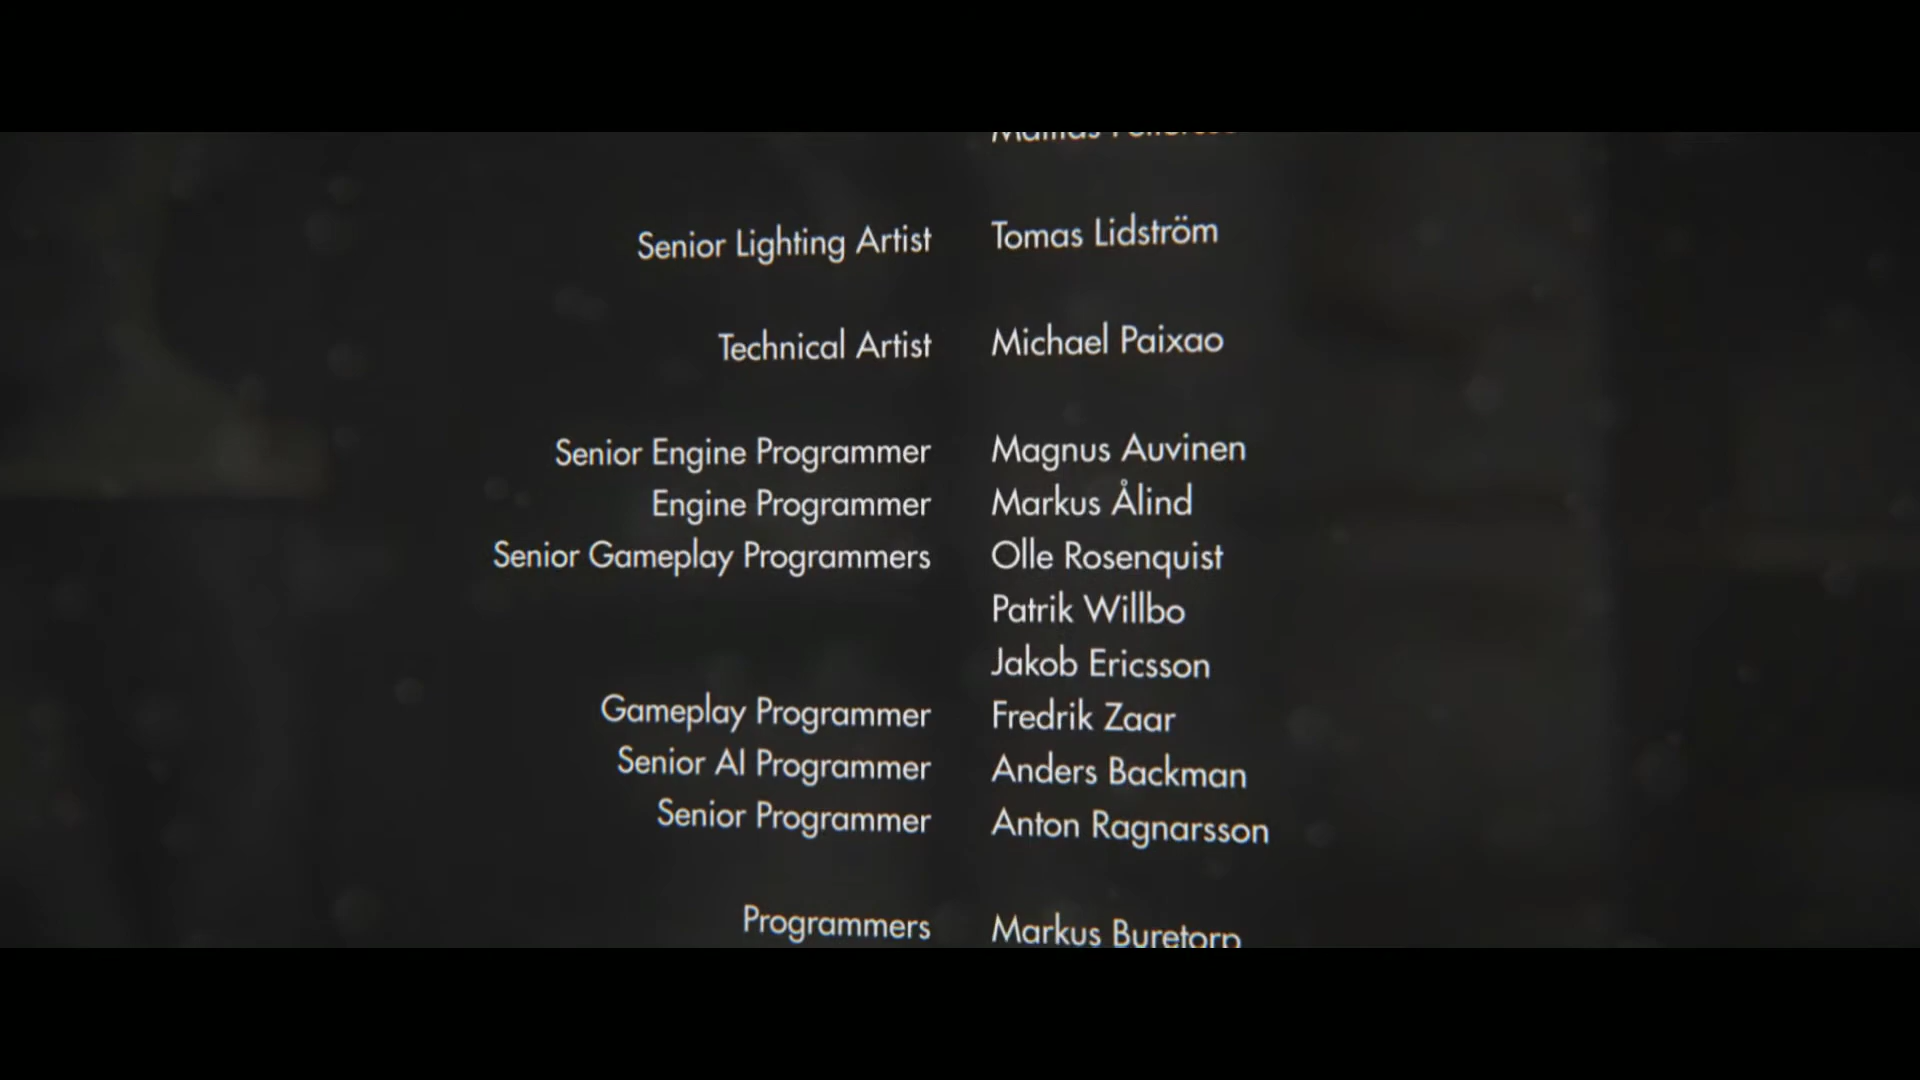 Senior Lighting Artist Tomas Lidström
Technical Artist Michael Paixao
Senior Engine Programmer Magnus Auvinen
Engine Programmer Markus Ålind
Senior Gameplay Programmers Olle Rosenquist
Patrik Willbo
Jakob Ericsson
Gameplay Programmer Fredrik Zaar
Senior AI Programmer Anders Backman
Senior Programmer Anton Ragnarsson
Programmers Markus Buretorp